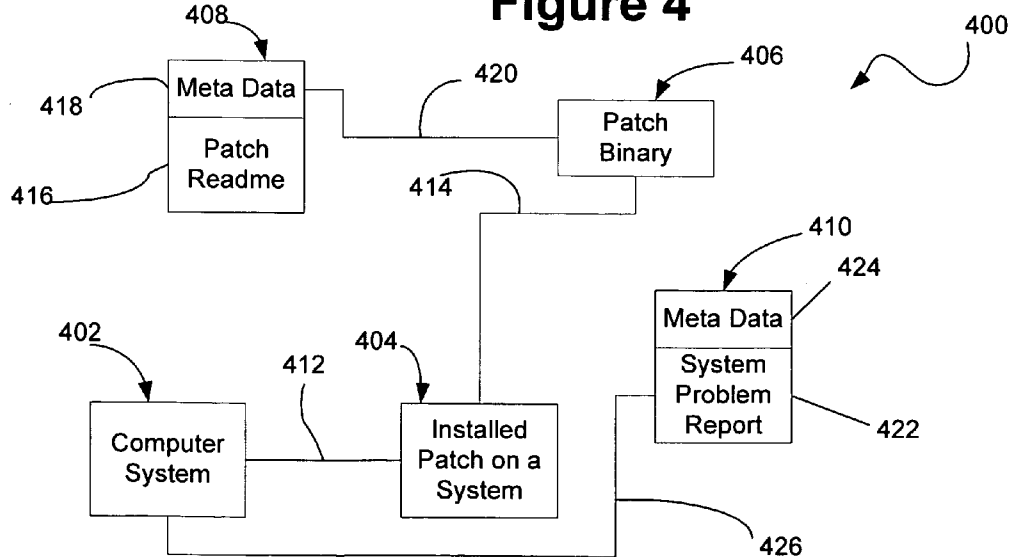 Figure 4
408
400
Meta Data
420
406
418
Patch
Binary
Patch
Readme
416
414
410
424
Meta Data
402
404
412
System
Problem
Report
422
Computer
System
Installed
Patch on a
System
426